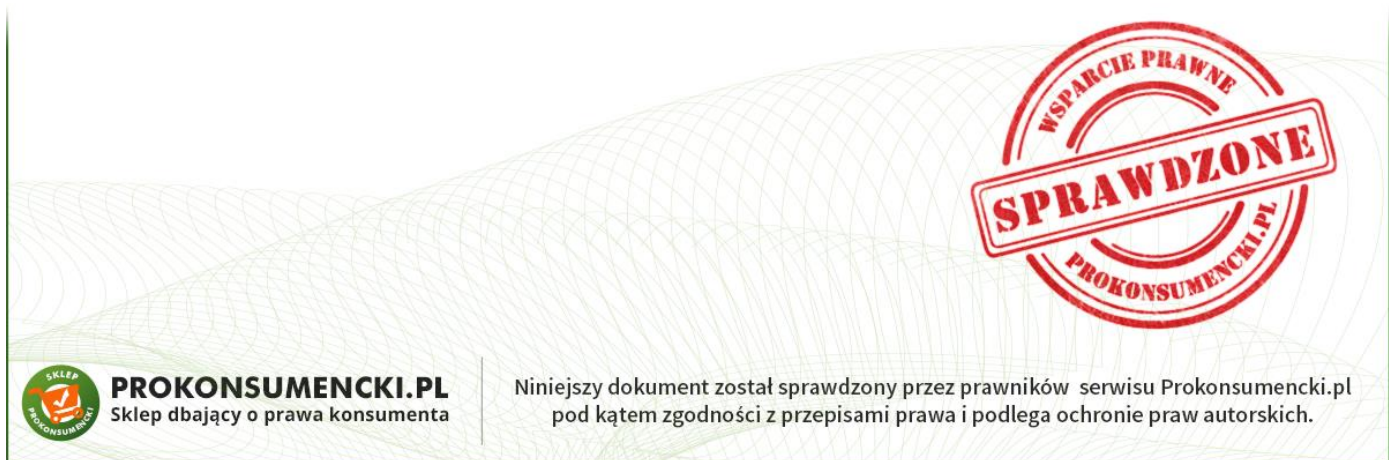 WSPARCIE PRAWNE
SPRAWDZONE
PROKONSUMENCKI.PL
SKLEP
PROKONSUMENCKI
PROKONSUMENCKI.PL
Sklep dbający o prawa konsumenta
Niniejszy dokument został sprawdzony przez prawników serwisu Prokonsumencki.pl
pod kątem zgodności z przepisami prawa i podlega ochronie praw autorskich.